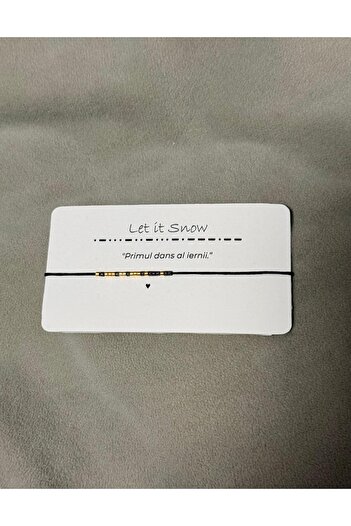 Let it Snow
"Primul dans al iernii."